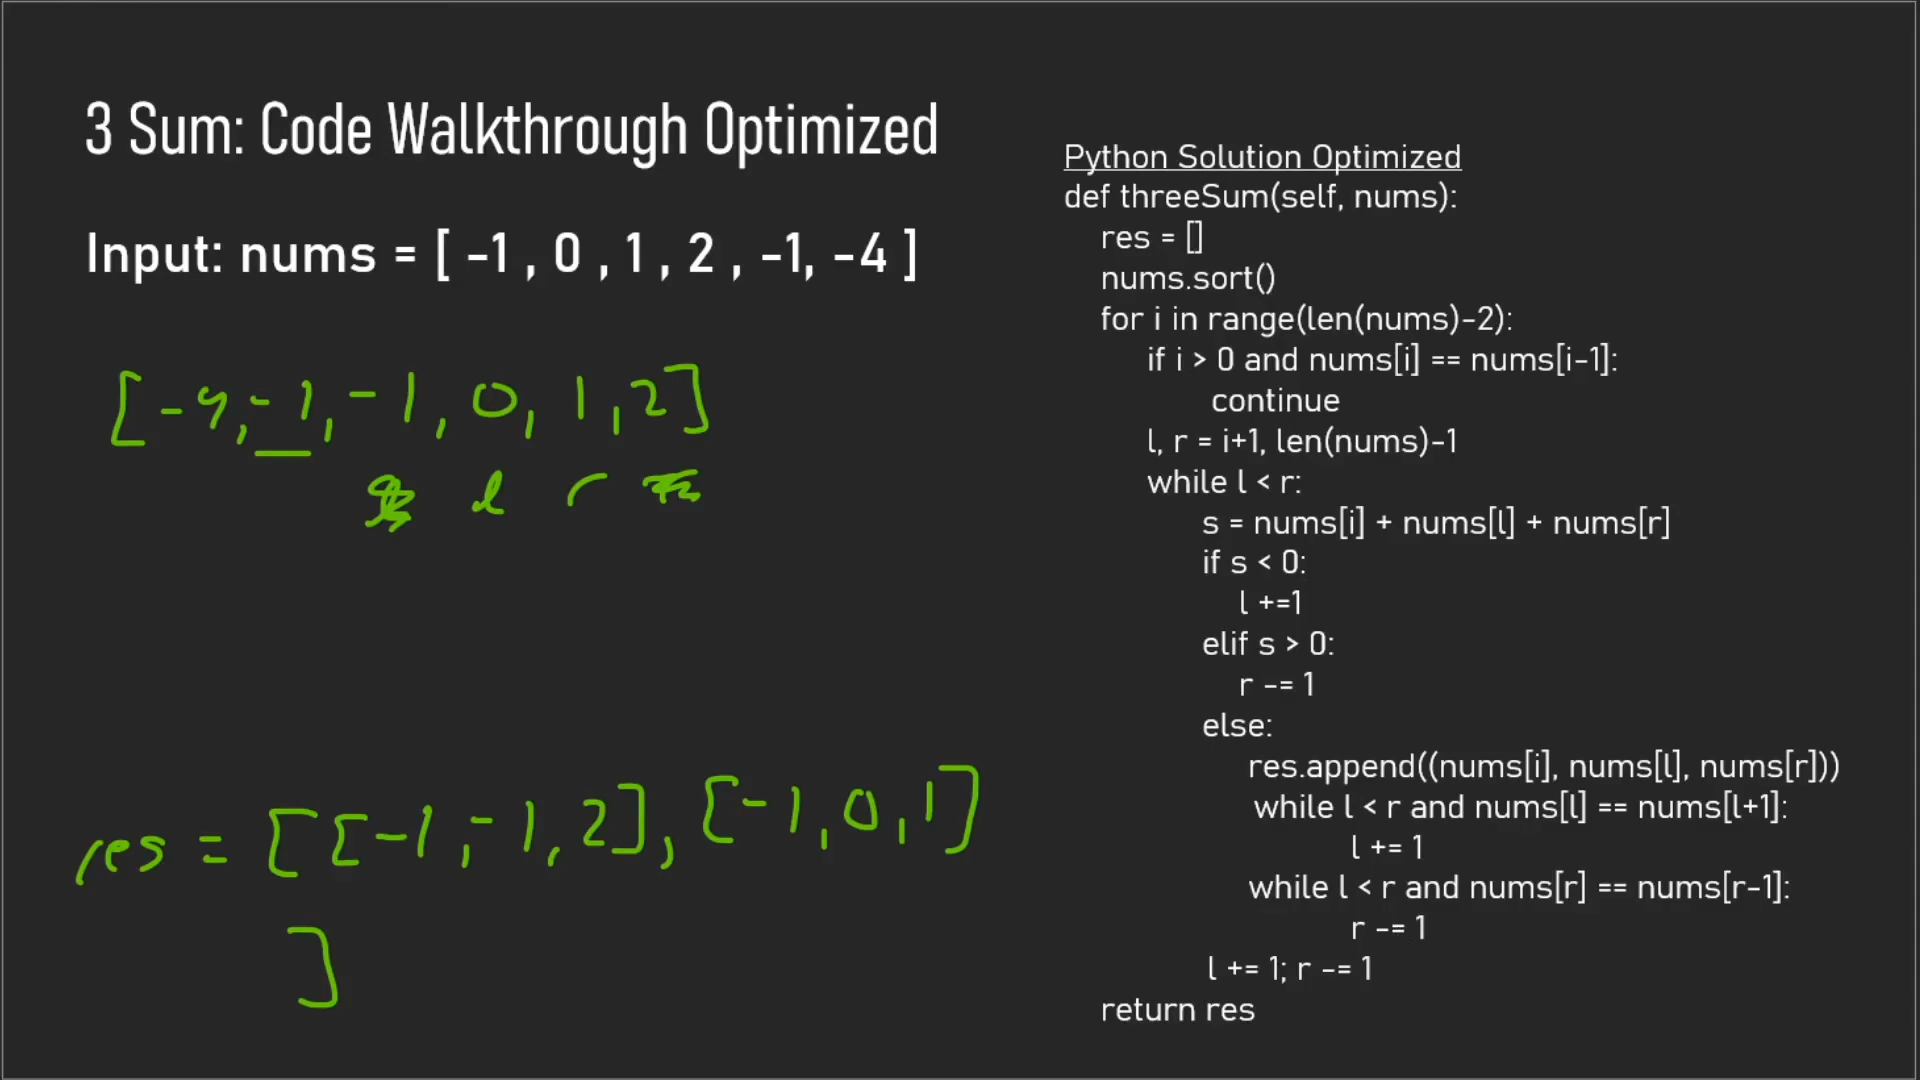 3 Sum: Code Walkthrough Optimized
Input: nums = [ -1 , 0 , 1 , 2 , -1, -4 ]
[-4,-1,-1,0,1,2]
l r
res = [[-1,-1,2],[-1,0,1]
]
Python Solution Optimized
def threeSum(self, nums):
res = []
nums.sort()
for i in range(len(nums)-2):
if i > 0 and nums[i] == nums[i-1]:
continue
l, r = i+1, len(nums)-1
while l < r:
s = nums[i] + nums[l] + nums[r]
if s < 0:
l +=1
elif s > 0:
r -= 1
else:
res.append((nums[i], nums[l], nums[r]))
while l < r and nums[l] == nums[l+1]:
l += 1
while l < r and nums[r] == nums[r-1]:
r -= 1
l += 1; r -= 1
return res